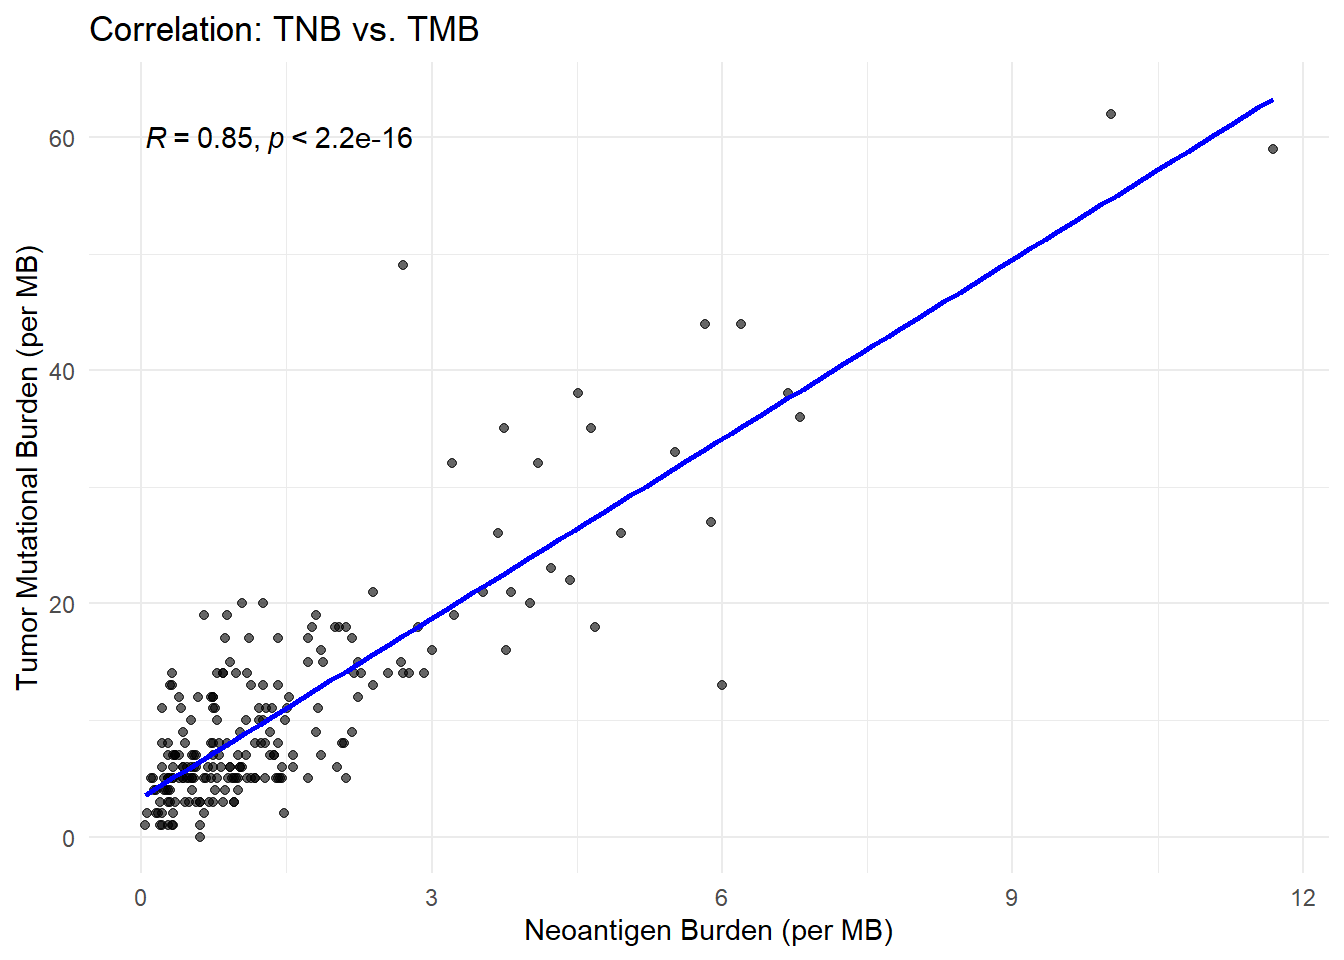 Correlation: TNB vs. TMB
R = 0.85, p < 2.2e-16
Tumor Mutational Burden (per MB)
60
40
20
0
0 3 6 9 12
Neoantigen Burden (per MB)